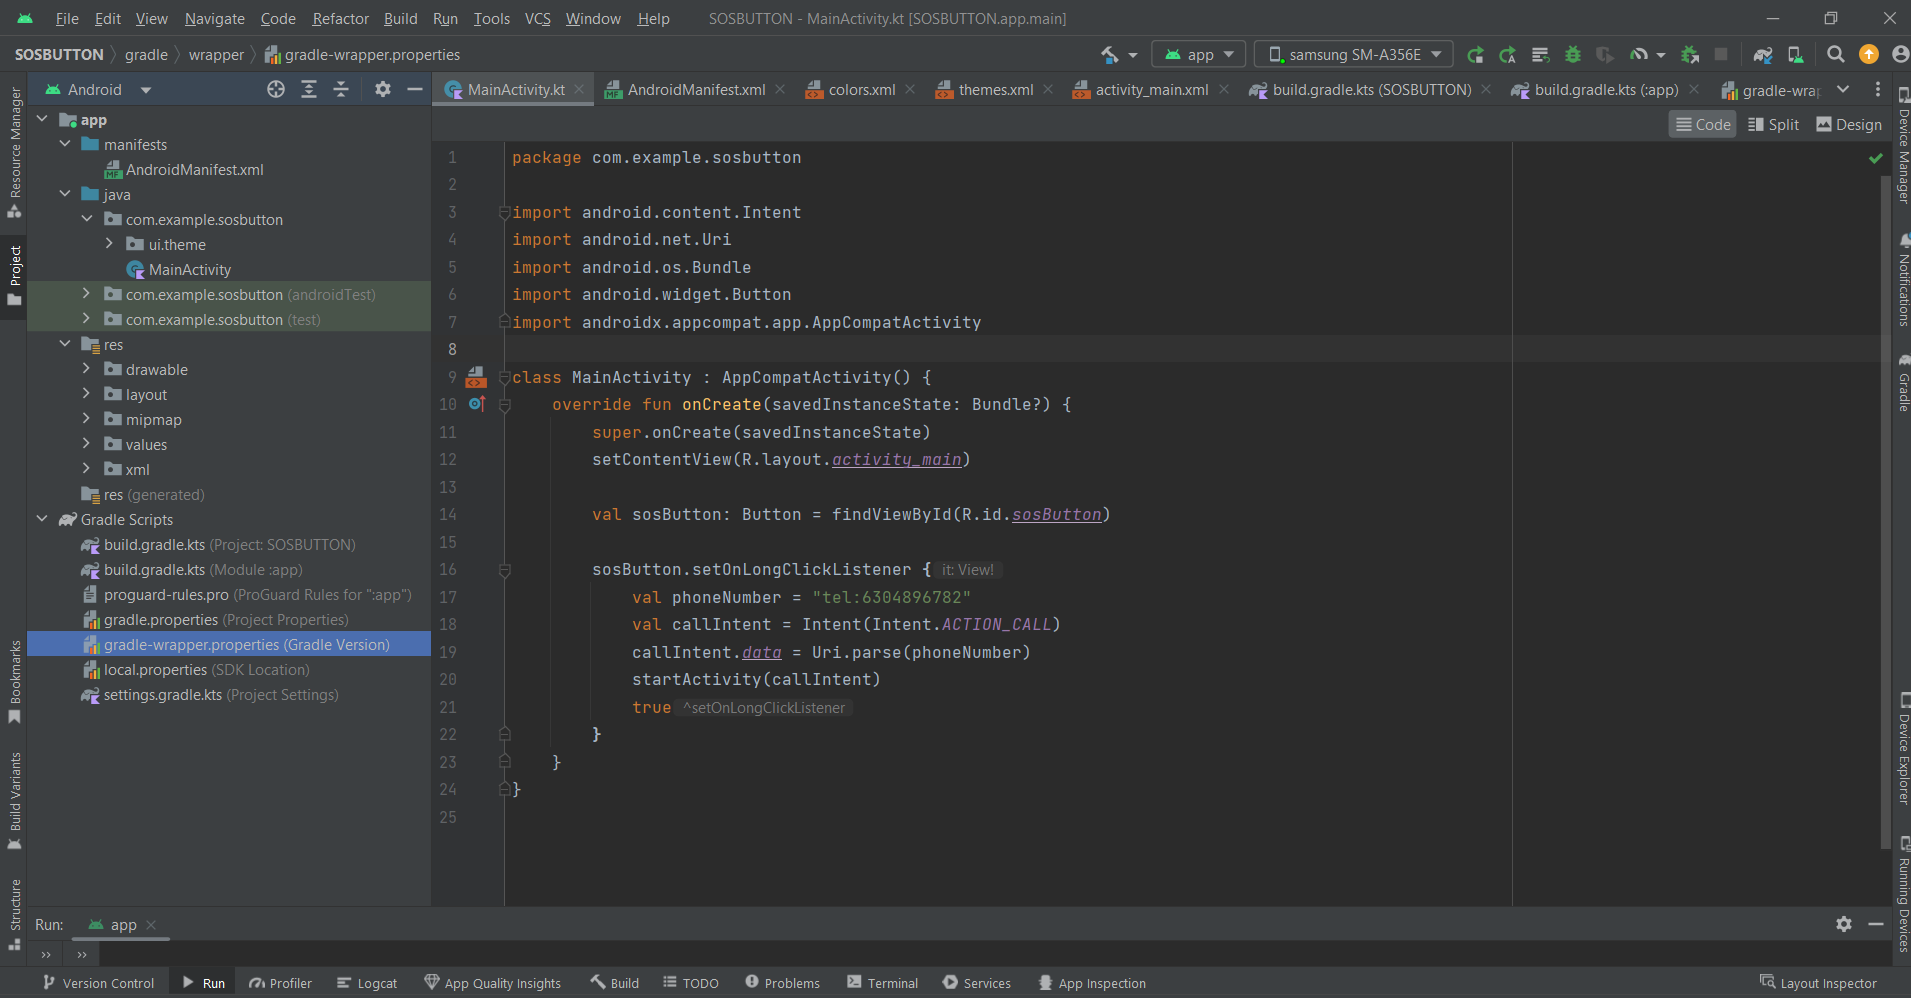 File Edit View Navigate Code Refactor Build Run Tools VCS Window Help SOSBUTTON - MainActivity.kt [SOSBUTTON.app.main]
SOSBUTTON gradle wrapper gradle-wrapper.properties app samsung SM-A356E
Android
MainActivity.kt AndroidManifest.xml colors.xml themes.xml activity_main.xml build.gradle.kts (SOSBUTTON) build.gradle.kts (:app) gradle-wrap
Code Split Design
Resource Manager
Project
Bookmarks
Build Variants
Structure
app
manifests
AndroidManifest.xml
java
com.example.sosbutton
ui.theme
MainActivity
com.example.sosbutton (androidTest)
com.example.sosbutton (test)
res
drawable
layout
mipmap
values
xml
res (generated)
Gradle Scripts
build.gradle.kts (Project: SOSBUTTON)
build.gradle.kts (Module :app)
proguard-rules.pro (ProGuard Rules for ":app")
gradle.properties (Project Properties)
gradle-wrapper.properties (Gradle Version)
local.properties (SDK Location)
settings.gradle.kts (Project Settings)
1 package com.example.sosbutton
2
3 import android.content.Intent
4 import android.net.Uri
5 import android.os.Bundle
6 import android.widget.Button
7 import androidx.appcompat.app.AppCompatActivity
8
9 class MainActivity : AppCompatActivity() {
10 override fun onCreate(savedInstanceState: Bundle?) {
11 super.onCreate(savedInstanceState)
12 setContentView(R.layout.activity_main)
13
14 val sosButton: Button = findViewById(R.id.sosButton)
15
16 sosButton.setOnLongClickListener { it: View!
17 val phoneNumber = "tel:6304896782"
18 val callIntent = Intent(Intent.ACTION_CALL)
19 callIntent.data = Uri.parse(phoneNumber)
20 startActivity(callIntent)
21 true ^setOnLongClickListener
22 }
23 }
24 }
25
Device Manager
Notifications
Gradle
Device Explorer
Running Devices
Run: app
Version Control Run Profiler Logcat App Quality Insights Build TODO Problems Terminal Services App Inspection Layout Inspector